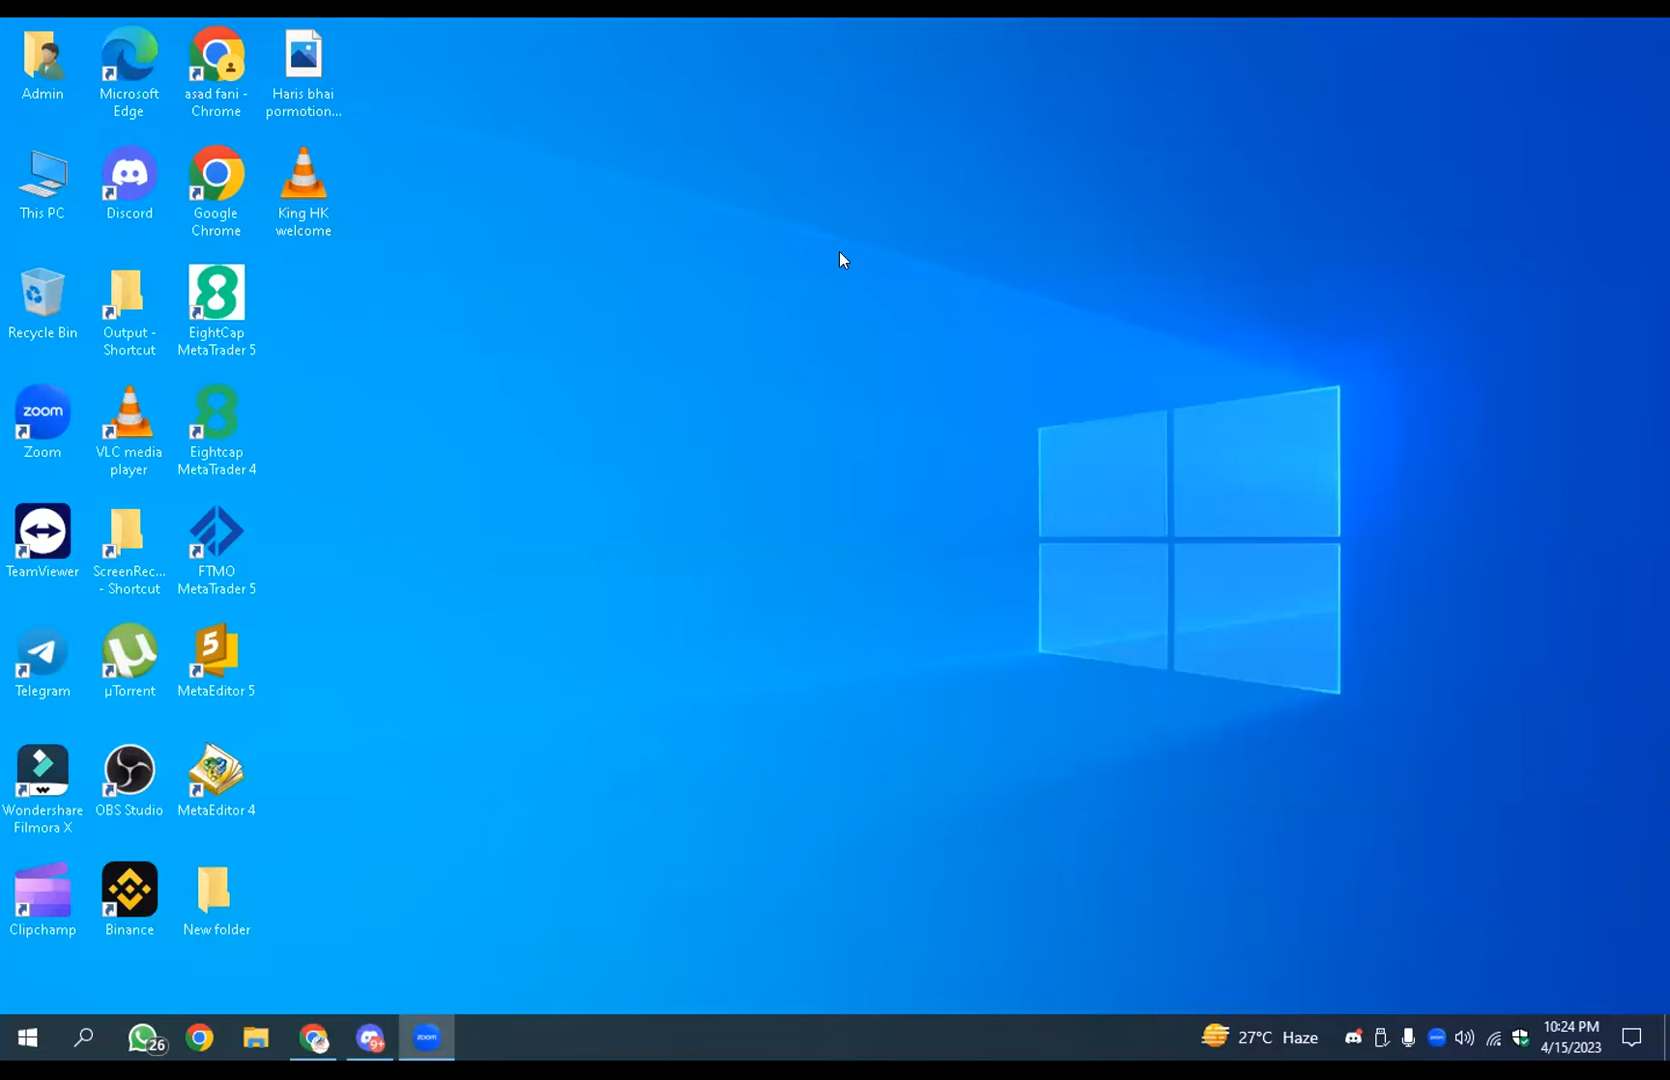 Admin
Microsoft
Edge
asad fani -
Chrome
Haris bhai
pormotion...
This PC
Discord
Google
Chrome
King HK
welcome
Recycle Bin
Output -
Shortcut
EightCap
MetaTrader 5
zoom
Zoom
VLC media
player
Eightcap
MetaTrader 4
TeamViewer
ScreenRec...
- Shortcut
FTMO
MetaTrader 5
Telegram
µTorrent
5
MetaEditor 5
Wondershare
Filmora X
OBS Studio
MetaEditor 4
Clipchamp
Binance
New folder
26
9+
zoom
27°C Haze
10:24 PM
4/15/2023